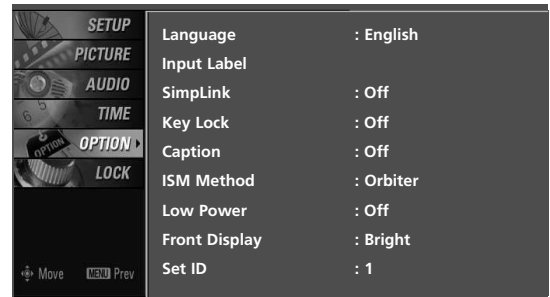 SETUP
PICTURE
AUDIO
TIME
OPTION
LOCK
Move MENU Prev
Language : English
Input Label
SimpLink : Off
Key Lock : Off
Caption : Off
ISM Method : Orbiter
Low Power : Off
Front Display : Bright
Set ID : 1